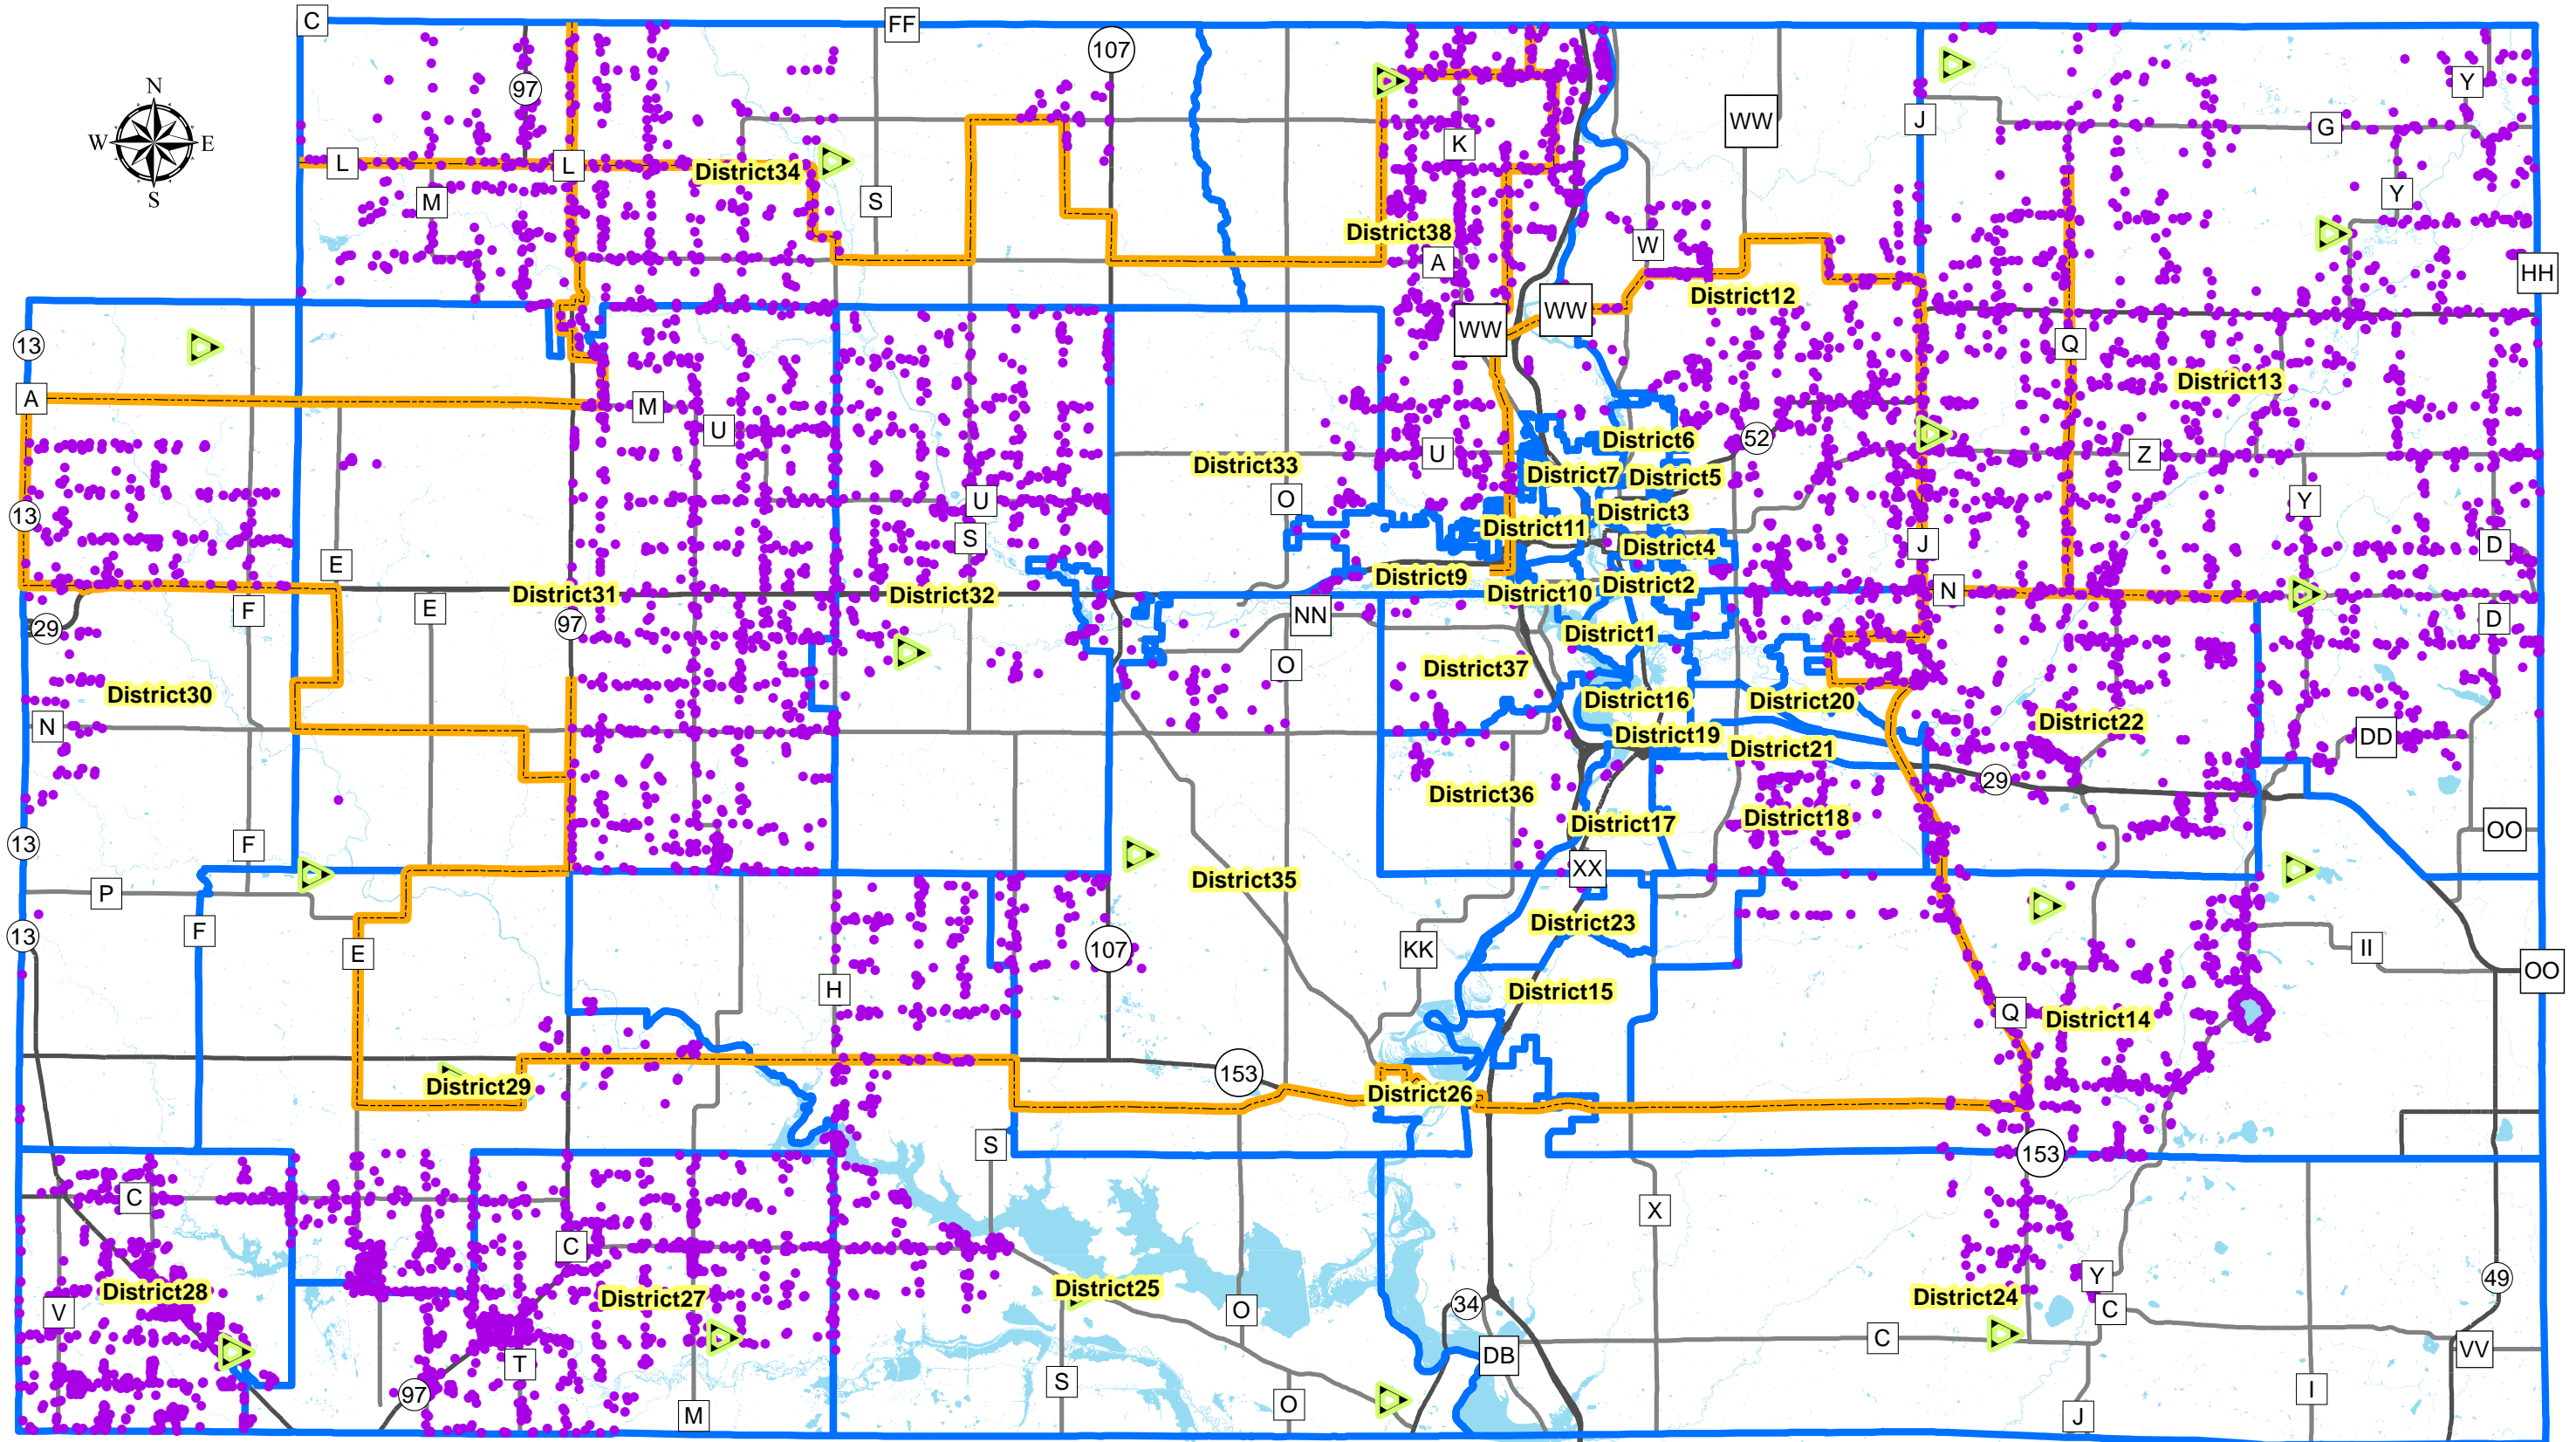 C
FF
107
97
N
W
E
S
Y
WW
J
G
K
L
L
District34
M
S
Y
District38
W
A
HH
District12
WW
WW
13
Q
A
M
District13
U
District6
52
U
Z
District33
District7
District5
U
O
Y
13
District3
District11
S
J
D
District4
E
District9
District2
District31
District32
District10
N
F
E
NN
D
29
97
District1
O
District37
District30
District16
District20
N
District22
District19
DD
District21
29
District36
District18
District17
OO
13
F
XX
District35
P
District23
F
13
E
KK
107
II
OO
H
District15
Q
District14
153
District29
District26
S
153
C
X
C
Y
49
District25
District28
District27
District24
34
C
V
O
C
VV
DB
T
S
I
97
O
M
J